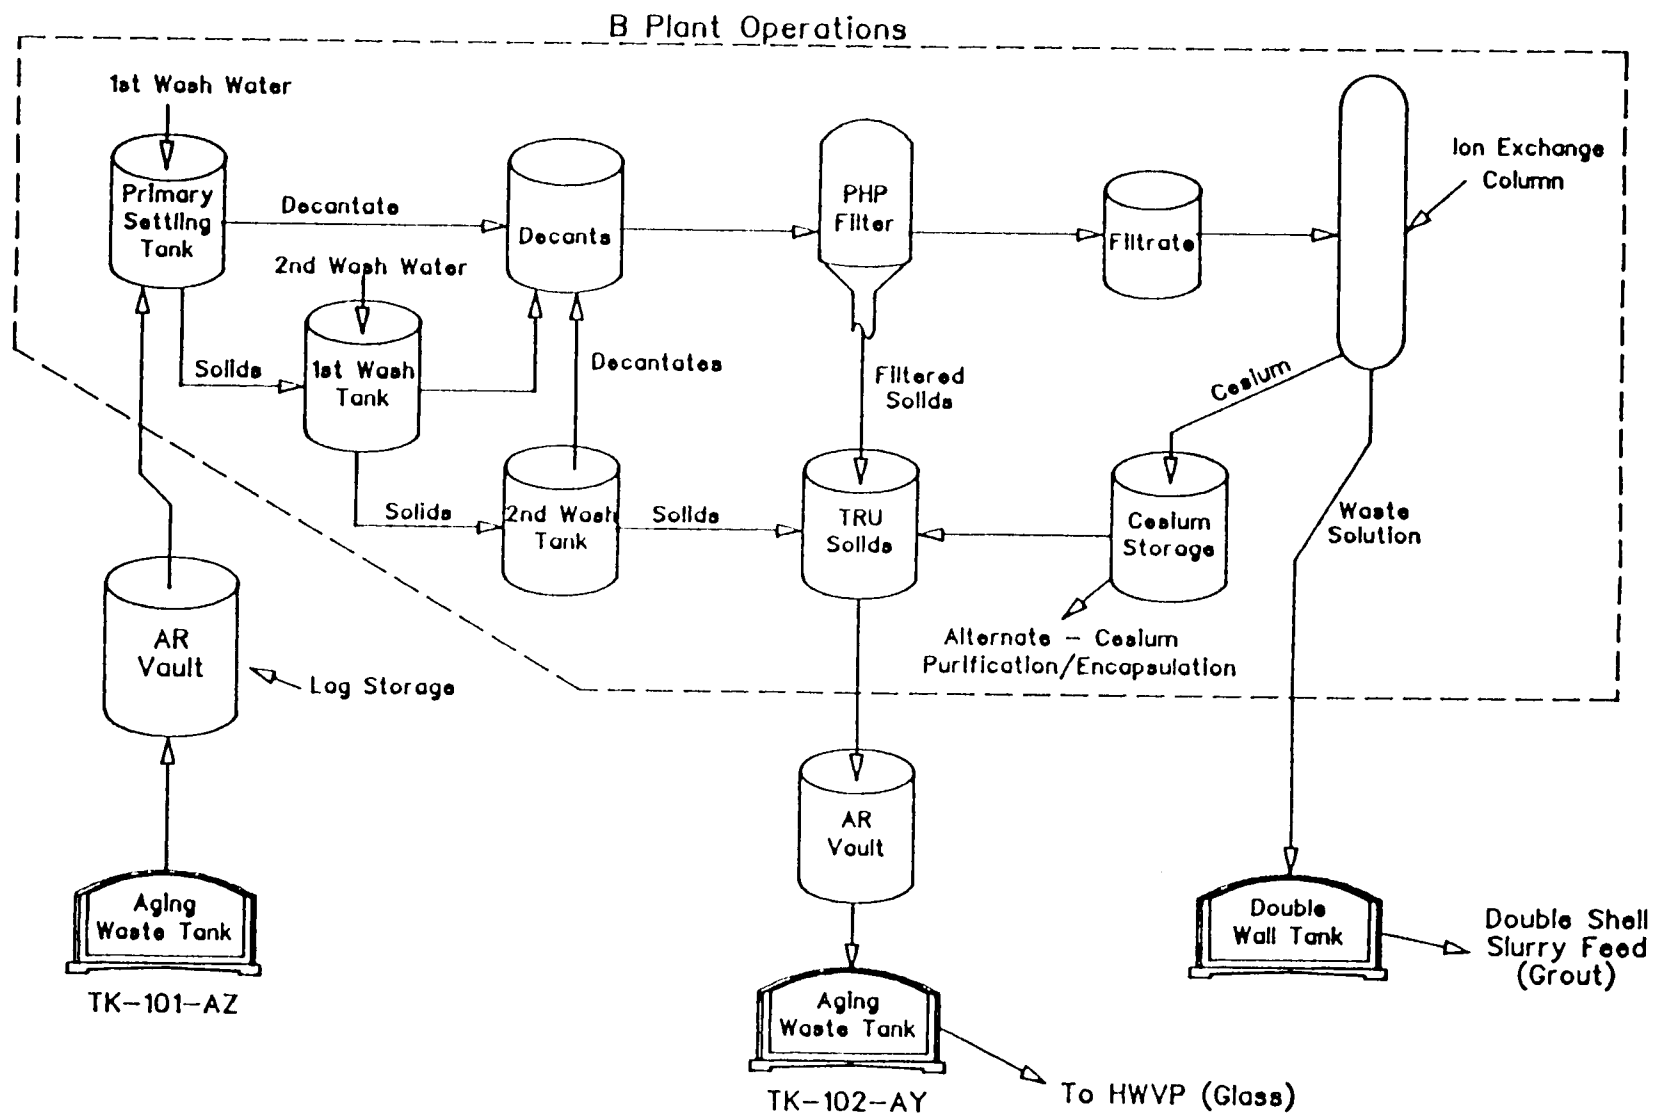 B Plant Operations
1st Wash Water
Primary
Settling
Tank
Decantate
Decants
PHP
Filter
Filtrate
Ion Exchange
Column
2nd Wash Water
Solids
1st Wash
Tank
Decantates
Filtered
Solids
Cesium
Solids
2nd Wash
Tank
Solids
TRU
Solids
Cesium
Storage
Waste
Solution
Alternate - Cesium
Purification/Encapsulation
AR
Vault
Lag Storage
AR
Vault
Aging
Waste Tank
TK-101-AZ
Aging
Waste Tank
TK-102-AY
To HWVP (Glass)
Double
Wall Tank
Double Shell
Slurry Feed
(Grout)